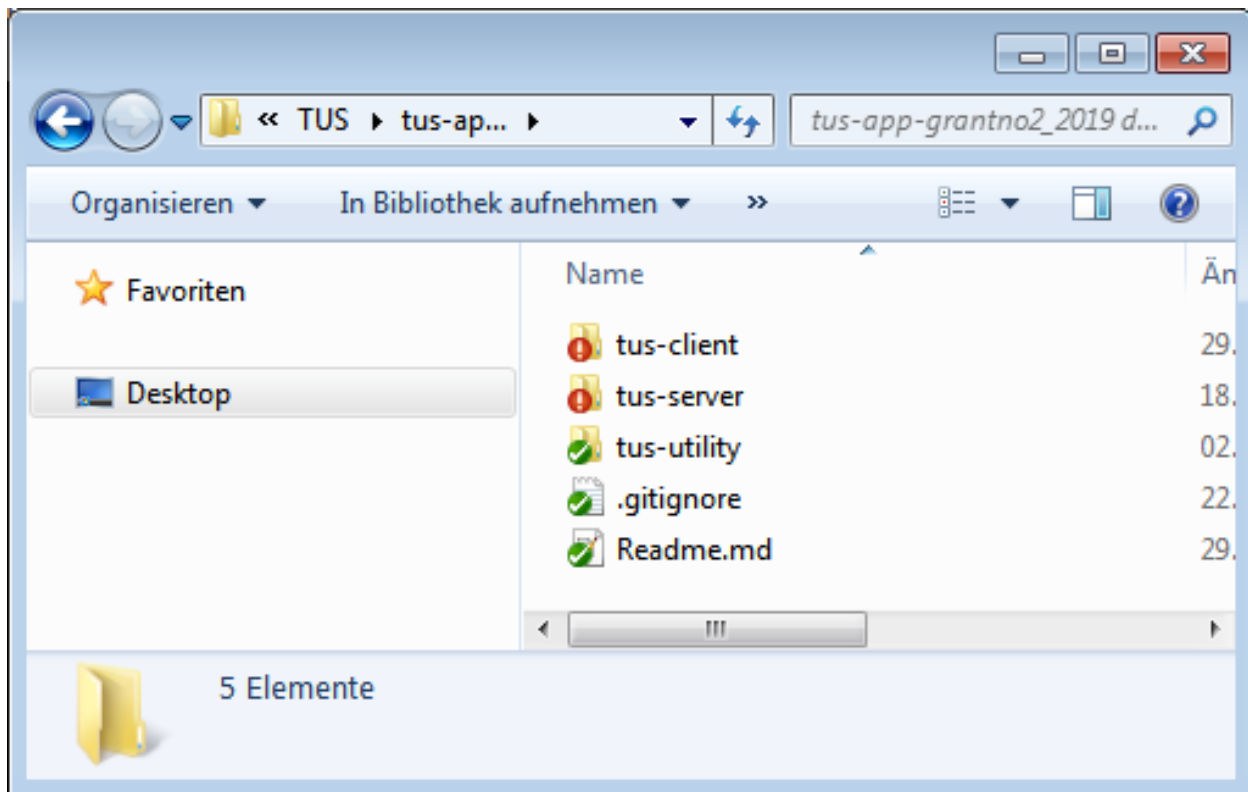 « TUS ▸ tus-ap... ▸
tus-app-grantno2_2019 d...
Organisieren
In Bibliothek aufnehmen
»
Favoriten
Desktop
Name
Än
tus-client
29.
tus-server
18.
tus-utility
02.
.gitignore
22.
Readme.md
29.
5 Elemente